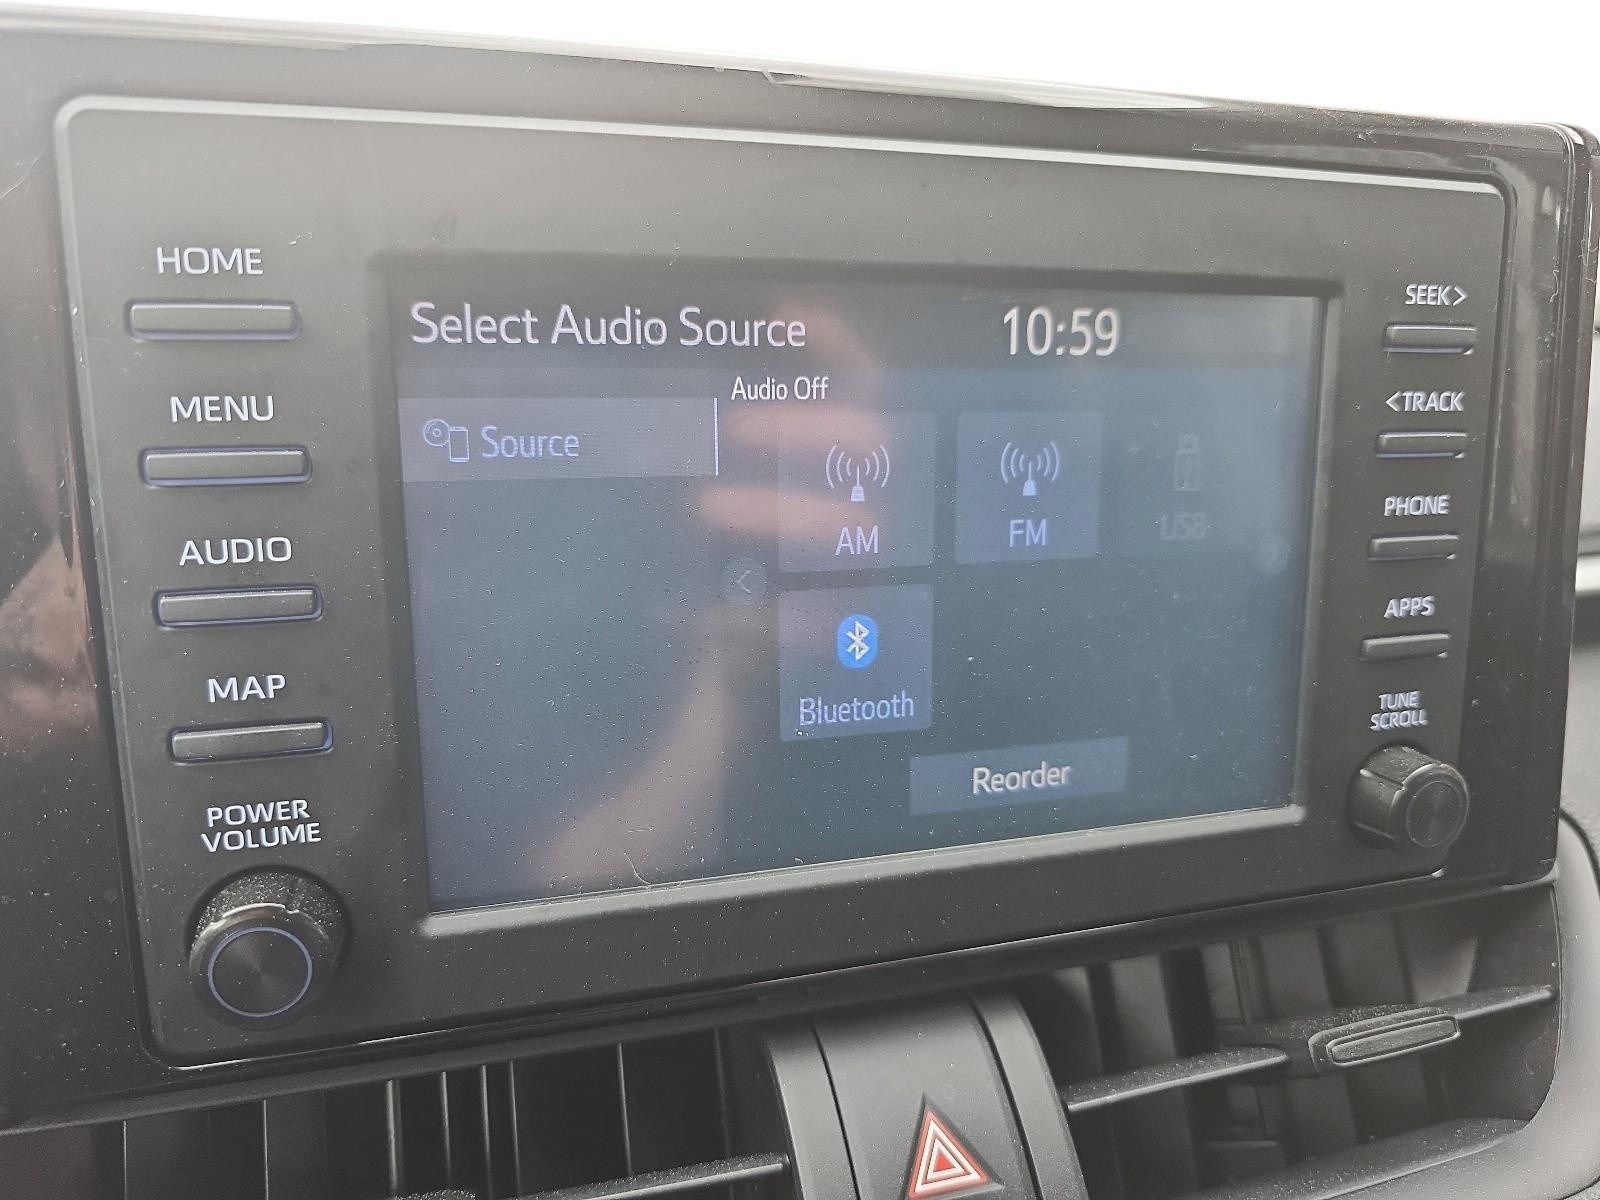 HOME
MENU
AUDIO
MAP
POWER
VOLUME
Select Audio Source
10:59
Audio Off
Source
AM
FM
USB
Bluetooth
Reorder
SEEK>
<TRACK
PHONE
APPS
TUNE
SCROLL